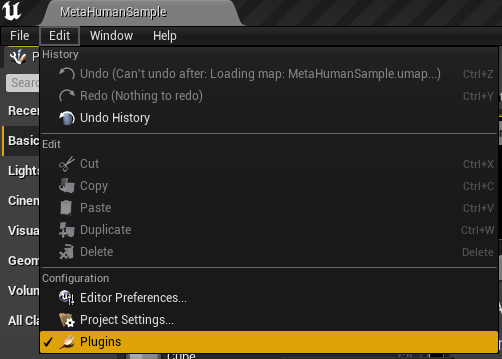 MetaHumanSample
File Edit Window Help
History
Undo (Can't undo after: Loading map: MetaHumanSample.umap...) Ctrl+Z
Redo (Nothing to redo) Ctrl+Y
Undo History
Edit
Cut Ctrl+X
Copy Ctrl+C
Paste Ctrl+V
Duplicate Ctrl+W
Delete Delete
Configuration
Editor Preferences...
Project Settings...
Plugins
P
Sear
Recen
Basic
Lights
Cinem
Visua
Geom
Volum
All Cla
Cube